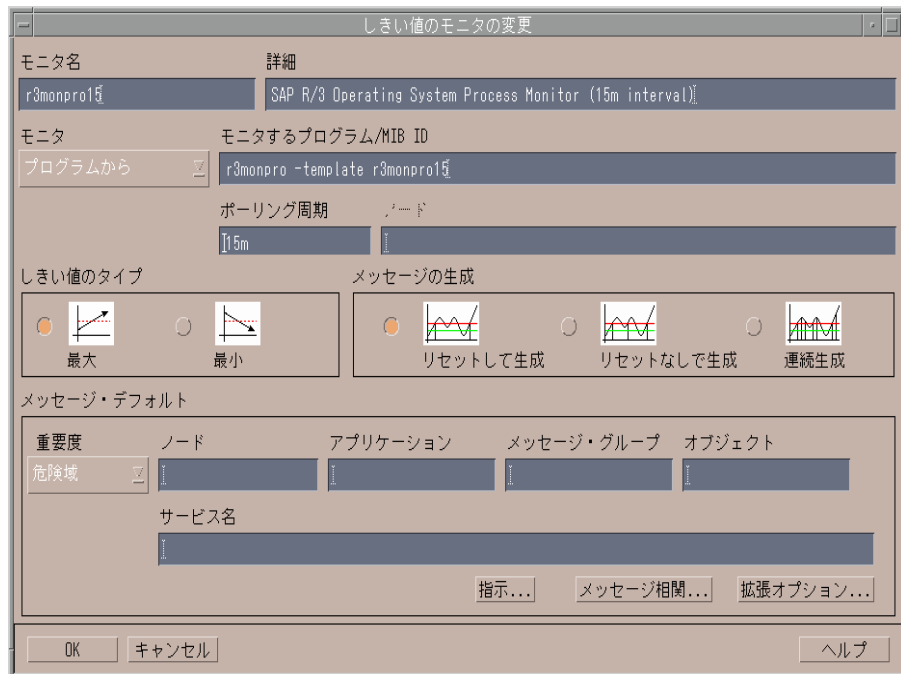 しきい値のモニタの変更
モニタ名 詳細
r3monpro15 SAP R/3 Operating System Process Monitor (15m interval)
モニタ モニタするプログラム/MIB ID
プログラムから r3monpro -template r3monpro15
ポーリング周期 ノード
15m
しきい値のタイプ メッセージの生成
最大 最小 リセットして生成 リセットなしで生成 連続生成
メッセージ・デフォルト
重要度 ノード アプリケーション メッセージ・グループ オブジェクト
危険域
サービス名
指示... メッセージ相関... 拡張オプション...
OK キャンセル ヘルプ